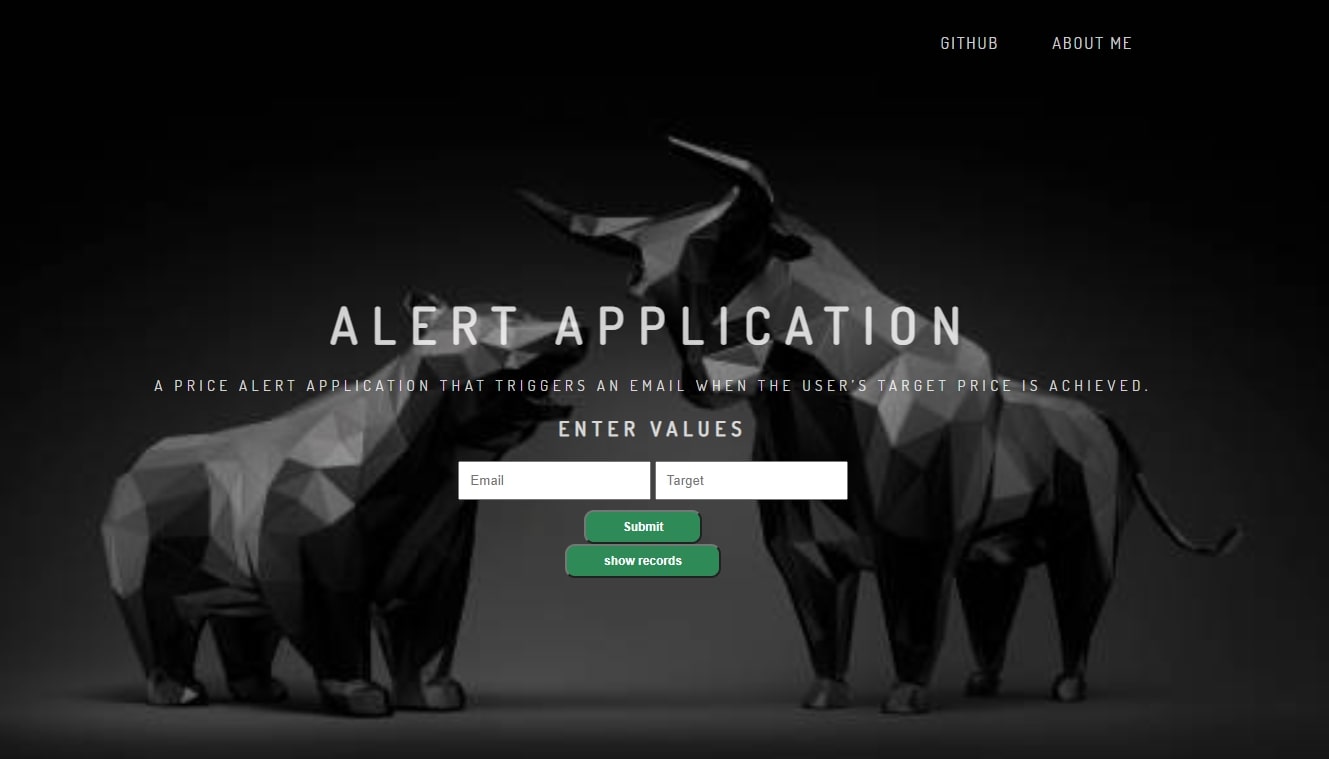 GITHUB ABOUT ME
ALERT APPLICATION
A PRICE ALERT APPLICATION THAT TRIGGERS AN EMAIL WHEN THE USER'S TARGET PRICE IS ACHIEVED.
ENTER VALUES
Email Target
Submit
show records